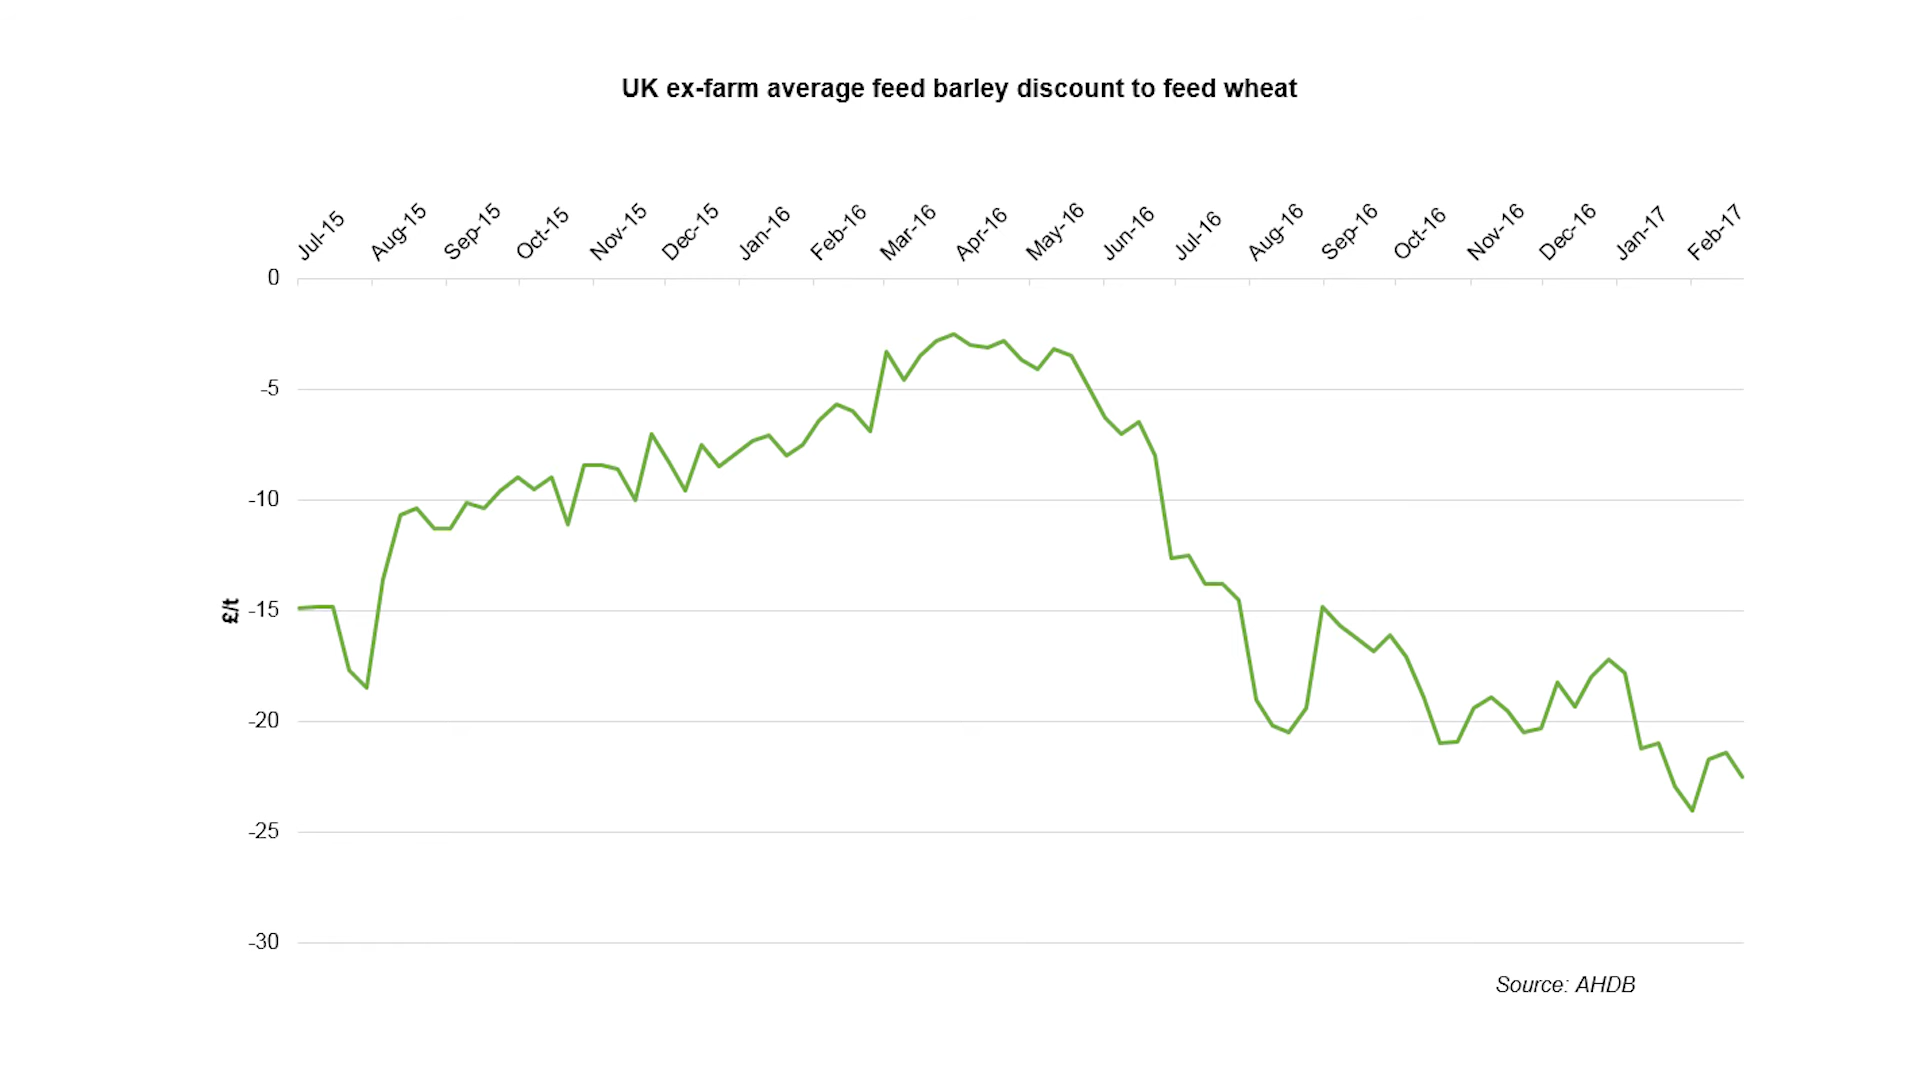 UK ex-farm average feed barley discount to feed wheat
Jul-15
Aug-15
Sep-15
Oct-15
Nov-15
Dec-15
Jan-16
Feb-16
Mar-16
Apr-16
May-16
Jun-16
Jul-16
Aug-16
Sep-16
Oct-16
Nov-16
Dec-16
Jan-17
Feb-17
0
-5
-10
£/t
-15
-20
-25
-30
Source: AHDB